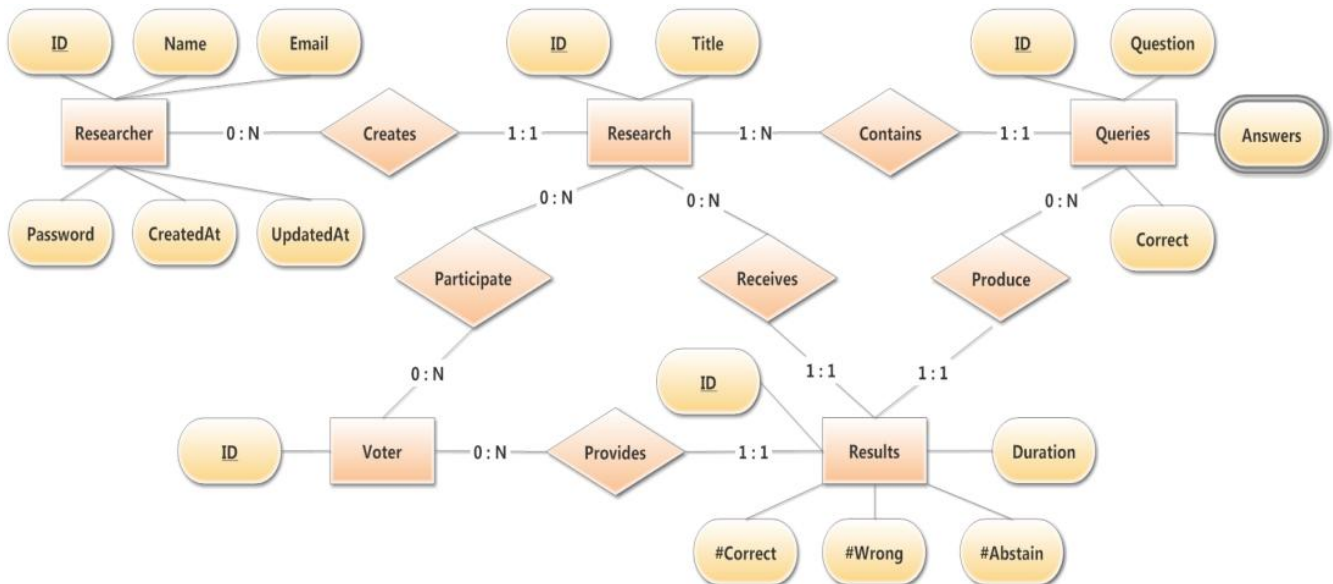 ID
Name
Email
ID
Title
ID
Question
Researcher
0 : N
Creates
1 : 1
Research
1 : N
Contains
1 : 1
Queries
Answers
Password
CreatedAt
UpdatedAt
0 : N
0 : N
0 : N
Correct
Participate
Receives
Produce
0 : N
1 : 1
1 : 1
ID
ID
Voter
0 : N
Provides
1 : 1
Results
Duration
#Correct
#Wrong
#Abstain